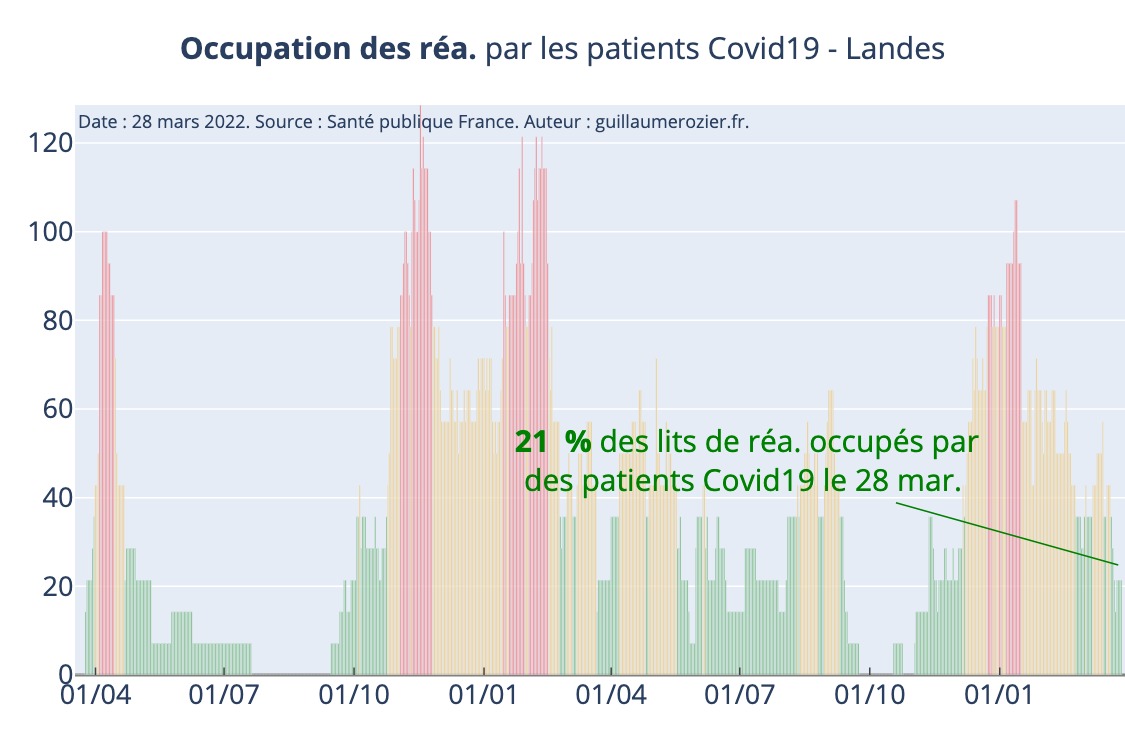 Occupation des réa. par les patients Covid19 - Landes
Date : 28 mars 2022. Source : Santé publique France. Auteur : guillaumerozier.fr.
120
100
80
60
40
20
0
21 % des lits de réa. occupés par
des patients Covid19 le 28 mar.
01/04 01/07 01/10 01/01 01/04 01/07 01/10 01/01